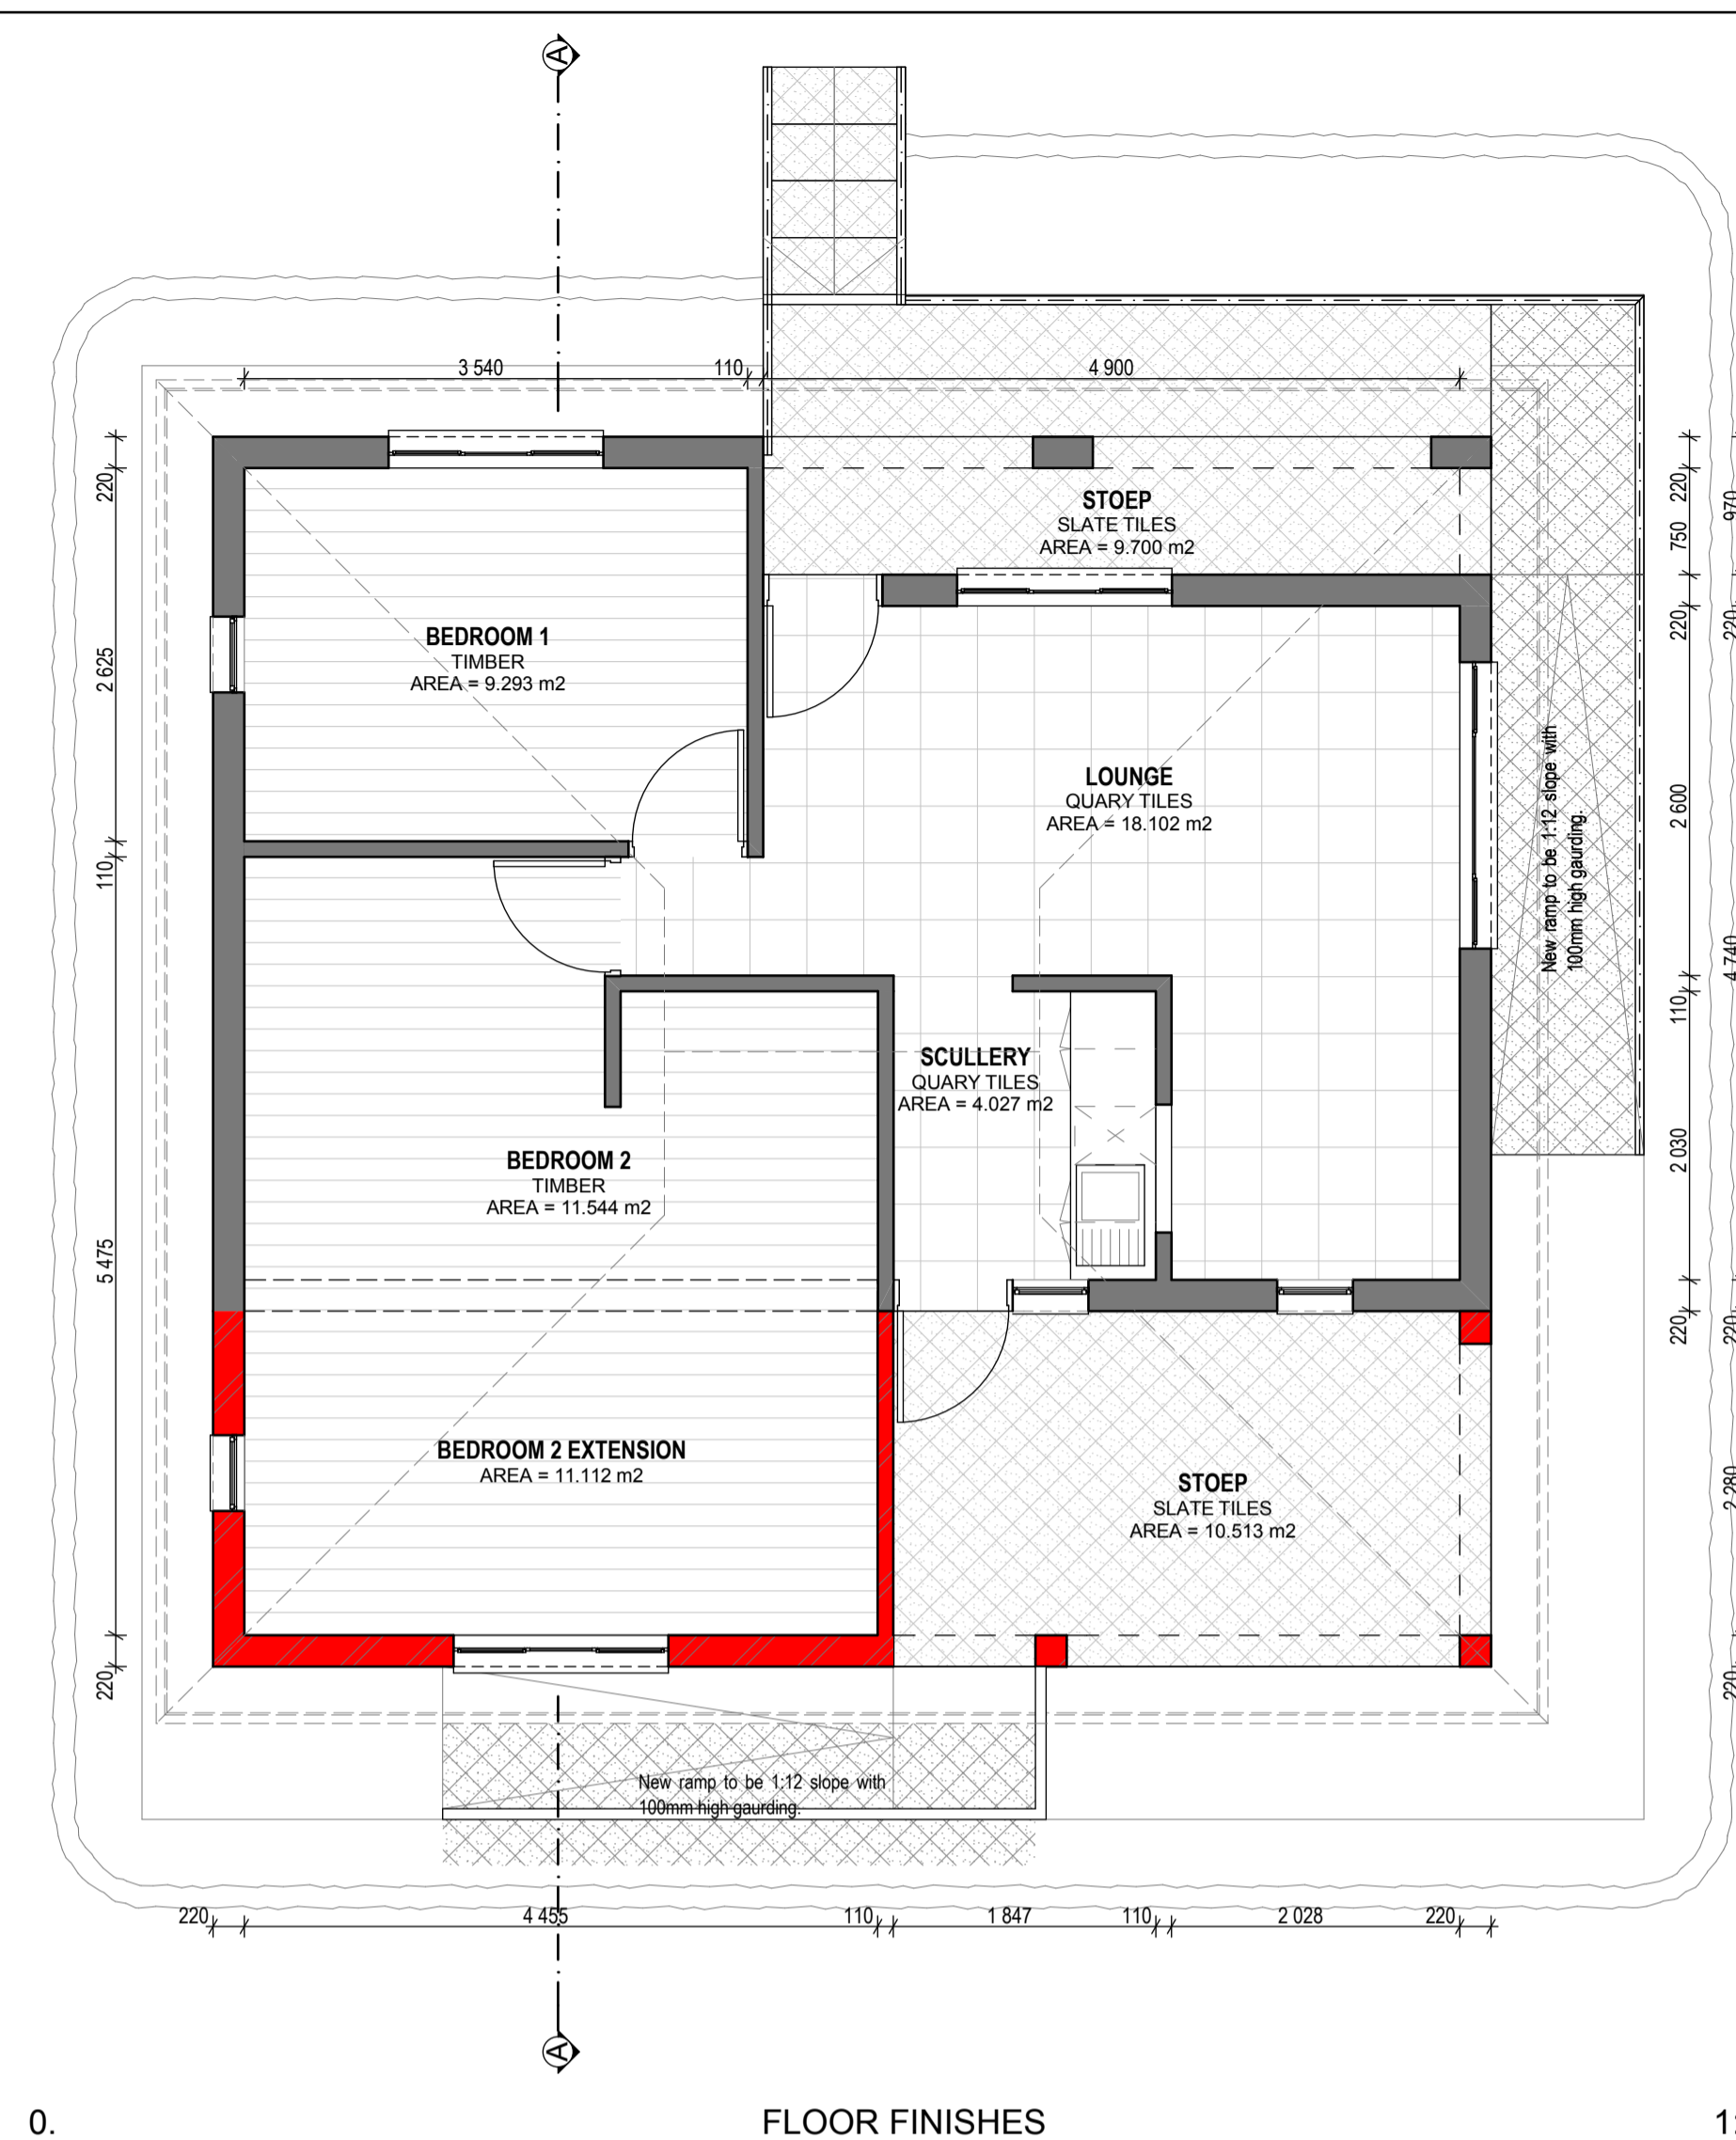 A
3 540
110
4 900
220
2 625
110
5 475
220
STOEP
SLATE TILES
AREA = 9.700 m2
BEDROOM 1
TIMBER
AREA = 9.293 m2
LOUNGE
QUARY TILES
AREA = 18.102 m2
New ramp to be 1:12 slope with
100mm high gaurding.
220
750
220
2 600
110
2 030
220
970
220
4 740
220
2 280
220
SCULLERY
QUARY TILES
AREA = 4.027 m2
BEDROOM 2
TIMBER
AREA = 11.544 m2
BEDROOM 2 EXTENSION
AREA = 11.112 m2
STOEP
SLATE TILES
AREA = 10.513 m2
New ramp to be 1:12 slope with
100mm high gaurding.
220
4 455
110
1 847
110
2 028
220
A
0.
FLOOR FINISHES